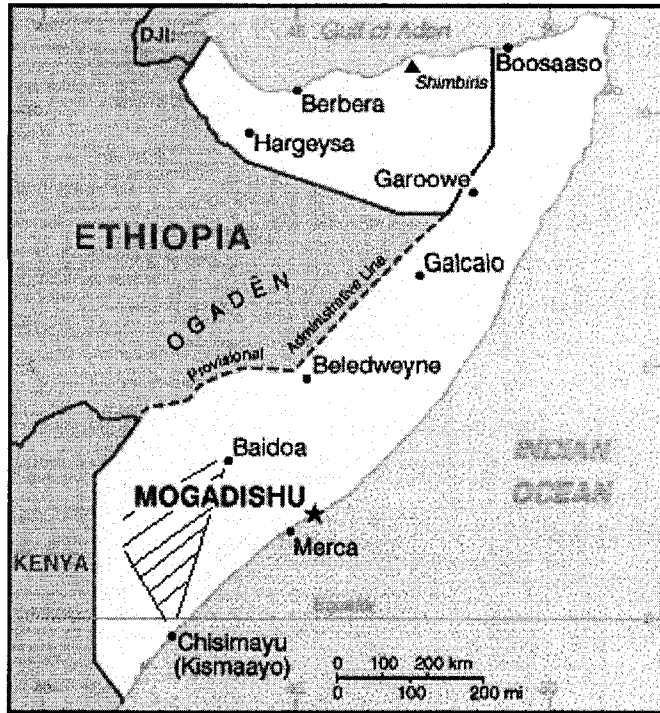 DJI.
Gulf of Aden
Boosaaso
Shimbiris
Berbera
Hargeysa
Garoowe
ETHIOPIA
OGADÊN
Galcaio
Provisional Administrative Line
Beledweyne
Baidoa
INDIAN
OCEAN
MOGADISHU
Merca
KENYA
Equator
Chisimayu
(Kismaayo)
0 100 200 km
0 100 200 mi